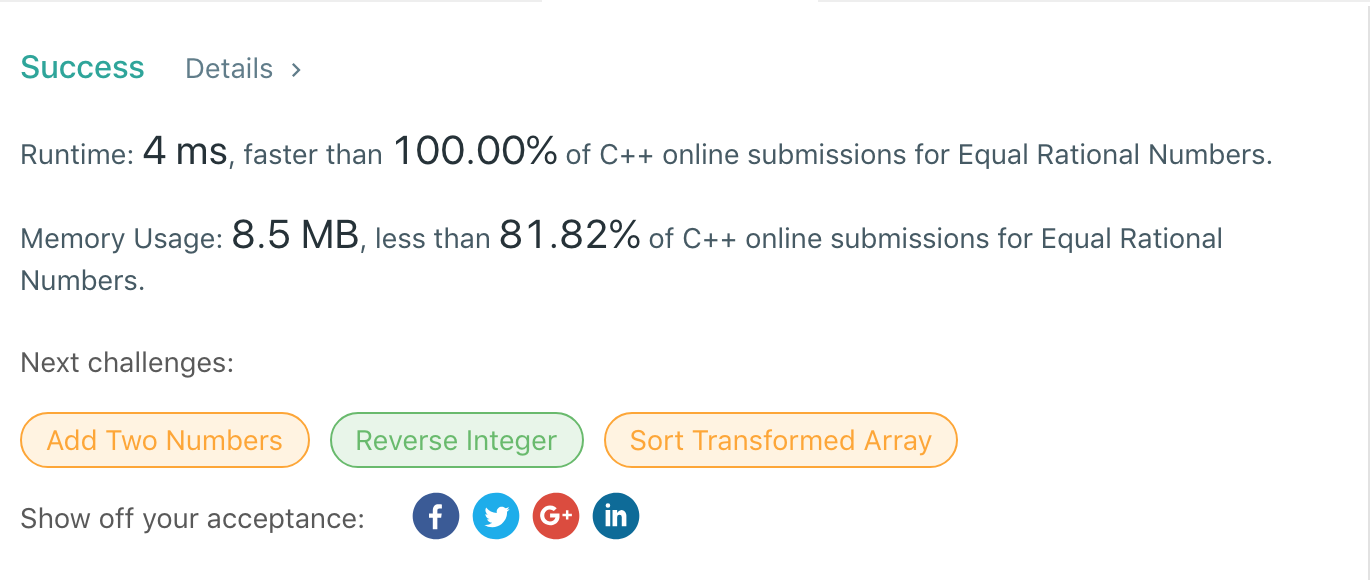 Success Details >
Runtime: 4 ms, faster than 100.00% of C++ online submissions for Equal Rational Numbers.
Memory Usage: 8.5 MB, less than 81.82% of C++ online submissions for Equal Rational
Numbers.
Next challenges:
Add Two Numbers Reverse Integer Sort Transformed Array
Show off your acceptance: f G+ in